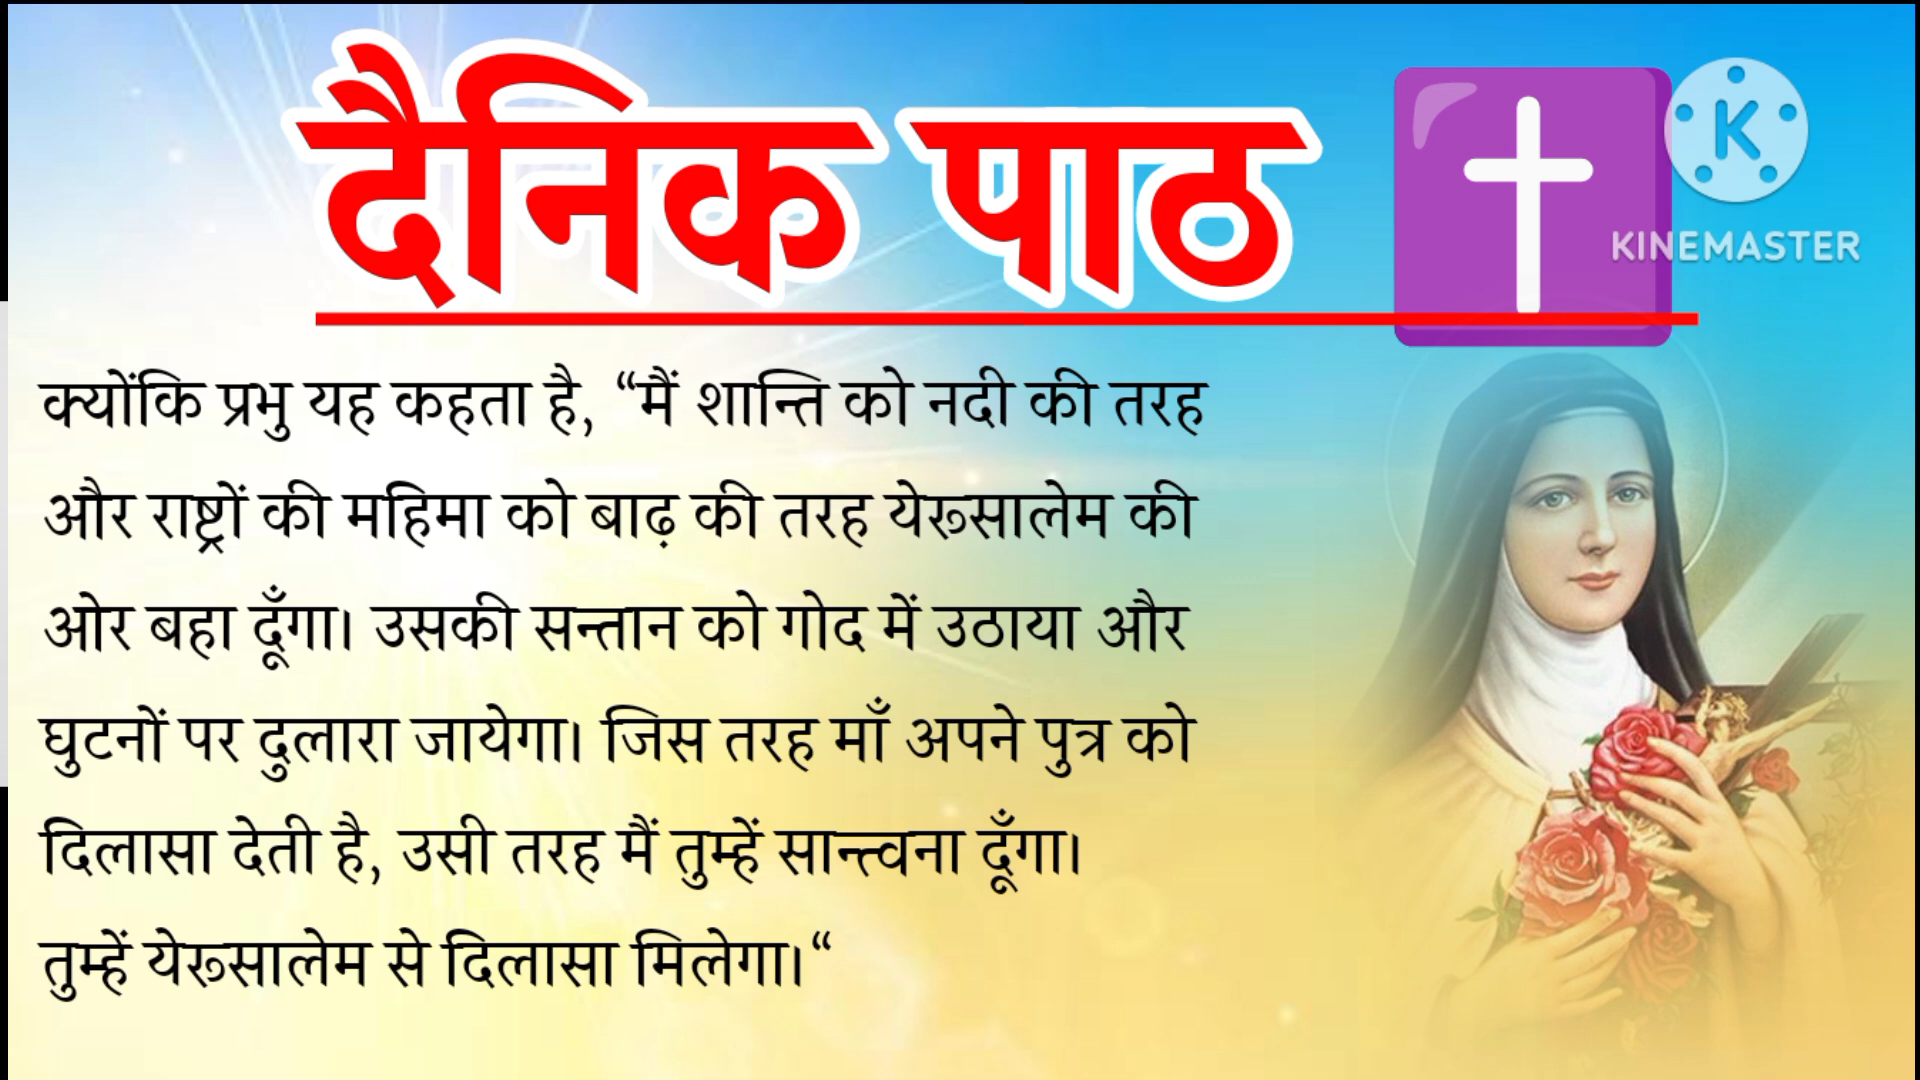 दैनिक पाठ
K
KINEMASTER
क्योंकि प्रभु यह कहता है, “मैं शान्ति को नदी की तरह
और राष्ट्रों की महिमा को बाढ़ की तरह येरूसालेम की
ओर बहा दूँगा। उसकी सन्तान को गोद में उठाया और
घुटनों पर दुलारा जायेगा। जिस तरह माँ अपने पुत्र को
दिलासा देती है, उसी तरह मैं तुम्हें सान्त्वना दूँगा।
तुम्हें येरूसालेम से दिलासा मिलेगा।“